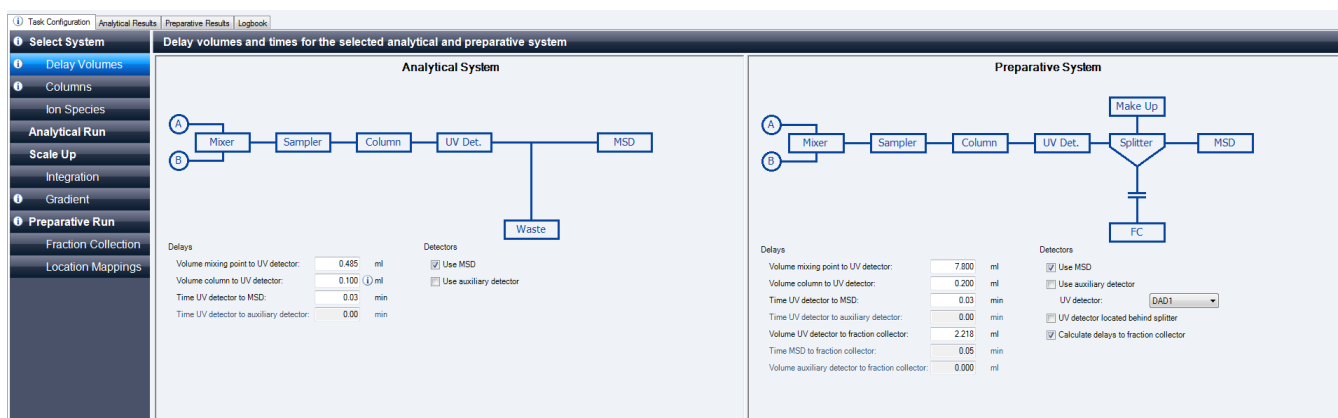 Task Configuration Analytical Results Preparative Results Logbook
Select System
Delay Volumes
Columns
Ion Species
Analytical Run
Scale Up
Integration
Gradient
Preparative Run
Fraction Collection
Location Mappings
Delay volumes and times for the selected analytical and preparative system
Analytical System
A
B
Mixer Sampler Column UV Det. MSD
Waste
Delays
Volume mixing point to UV detector: 0.485 ml
Volume column to UV detector: 0.100 ml
Time UV detector to MSD: 0.03 min
Time UV detector to auxiliary detector: 0.00 min
Detectors
Use MSD
Use auxiliary detector
Preparative System
Make Up
A
B
Mixer Sampler Column UV Det. Splitter MSD
FC
Delays
Volume mixing point to UV detector: 7.800 ml
Volume column to UV detector: 0.200 ml
Time UV detector to MSD: 0.03 min
Time UV detector to auxiliary detector: 0.00 min
Volume UV detector to fraction collector: 2.218 ml
Time MSD to fraction collector: 0.05 min
Volume auxiliary detector to fraction collector: 0.000 ml
Detectors
Use MSD
Use auxiliary detector
UV detector: DAD1
UV detector located behind splitter
Calculate delays to fraction collector